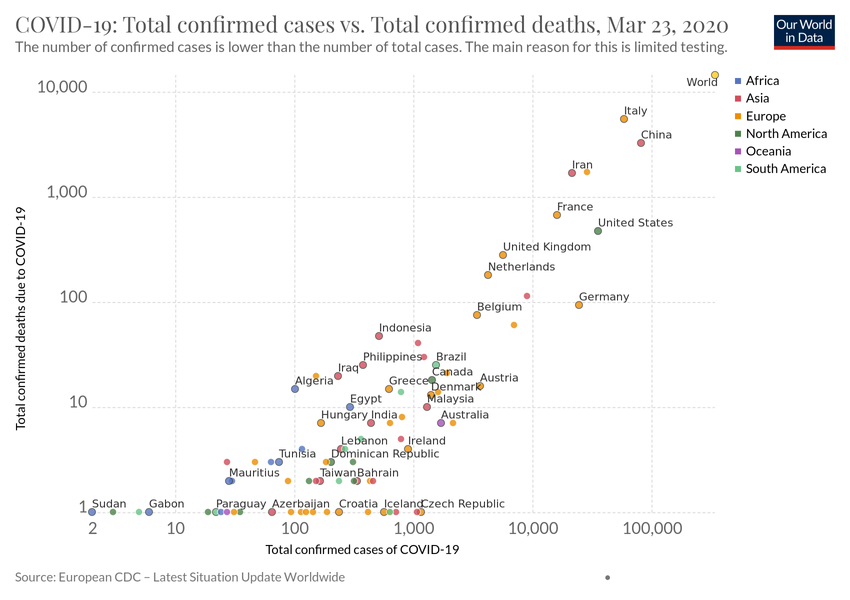 COVID-19: Total confirmed cases vs. Total confirmed deaths, Mar 23, 2020
The number of confirmed cases is lower than the number of total cases. The main reason for this is limited testing.
Our World
in Data
World
10,000
Africa
Asia
Europe
North America
Oceania
South America
Italy
China
Iran
1,000
France
United States
United Kingdom
Netherlands
100
Germany
Belgium
Indonesia
Philippines
Brazil
Iraq
Canada
Algeria
Greece
Denmark
Austria
Egypt
Malaysia
10
Hungary
India
Australia
Lebanon
Ireland
Tunisia
Dominican Republic
Mauritius
Taiwan
Bahrain
Sudan
Gabon
Paraguay
Azerbaijan
Croatia
Iceland
Czech Republic
1
2
10
100
1,000
10,000
100,000
Total confirmed deaths due to COVID-19
Total confirmed cases of COVID-19
Source: European CDC – Latest Situation Update Worldwide